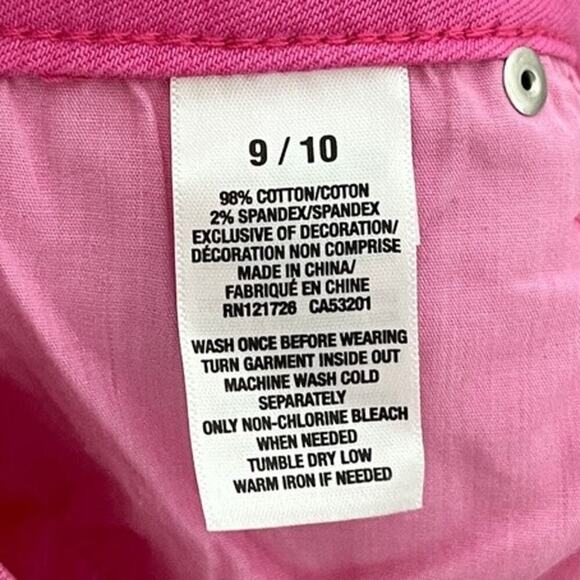 9 / 10
98% COTTON/COTON
2% SPANDEX/SPANDEX
EXCLUSIVE OF DECORATION/
DÉCORATION NON COMPRISE
MADE IN CHINA/
FABRIQUÉ EN CHINE
RN121726 CA53201
WASH ONCE BEFORE WEARING
TURN GARMENT INSIDE OUT
MACHINE WASH COLD
SEPARATELY
ONLY NON-CHLORINE BLEACH
WHEN NEEDED
TUMBLE DRY LOW
WARM IRON IF NEEDED